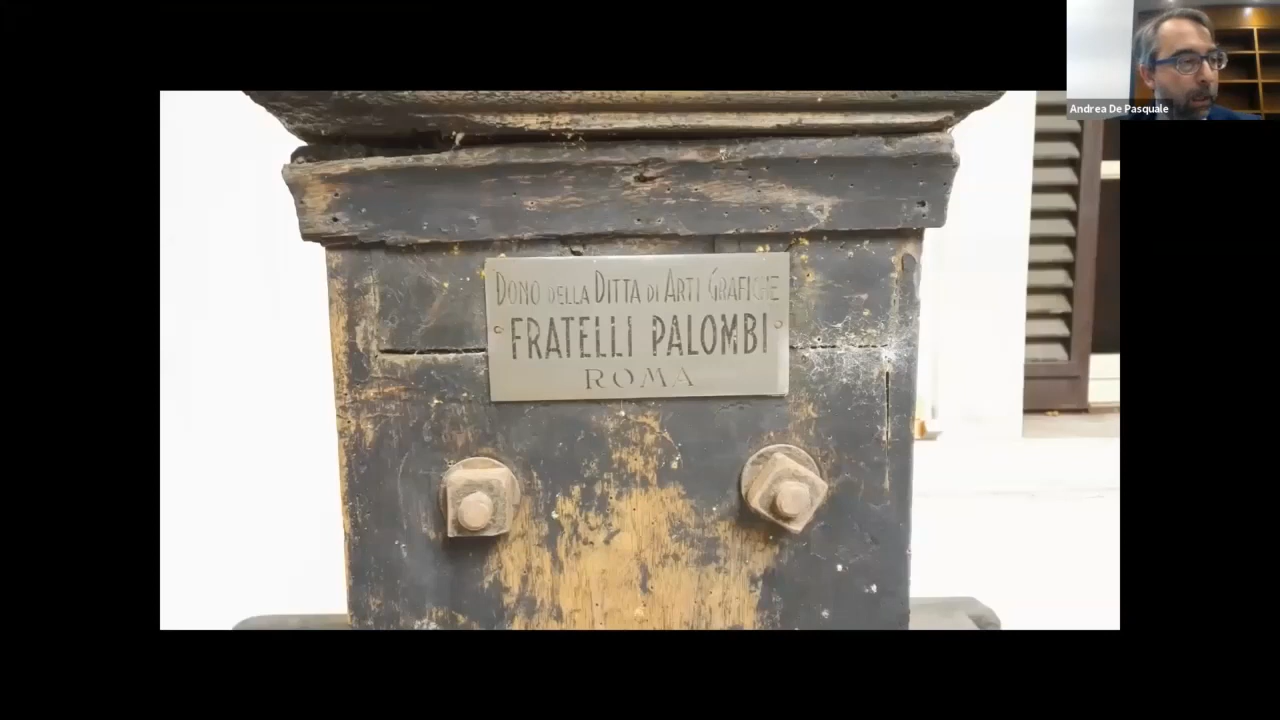 Andrea De Pasquale
DONO DELLA DITTA DI ARTI GRAFICHE
FRATELLI PALOMBI
ROMA